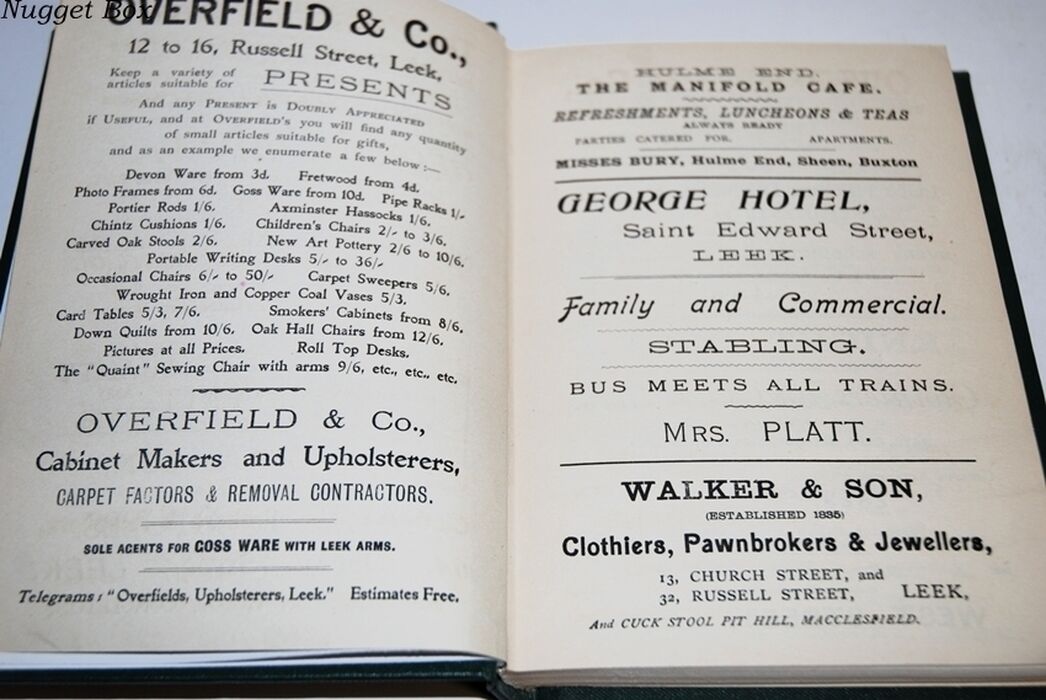 Nugget Box
OVERFIELD & Co.,
12 to 16, Russell Street, Leek,
Keep a variety of
articles suitable for PRESENTS
And any PRESENT is DOUBLY APPRECIATED
if USEFUL, and at OVERFIELD's you will find any quantity
of small articles suitable for gifts,
and as an example we enumerate a few below :—
Devon Ware from 3d. Fretwood from 4d.
Photo Frames from 6d. Goss Ware from 10d. Pipe Racks 1/-
Portier Rods 1/6. Axminster Hassocks 1/6.
Chintz Cushions 1/6. Children's Chairs 2/- to 3/6.
Carved Oak Stools 2/6. New Art Pottery 2/6 to 10/6.
Portable Writing Desks 5/- to 36/-
Occasional Chairs 6/- to 50/- Carpet Sweepers 5/6.
Wrought Iron and Copper Coal Vases 5/3.
Card Tables 5/3, 7/6. Smokers' Cabinets from 8/6.
Down Quilts from 10/6. Oak Hall Chairs from 12/6.
Pictures at all Prices. Roll Top Desks.
The "Quaint" Sewing Chair with arms 9/6, etc., etc., etc.
OVERFIELD & Co.,
Cabinet Makers and Upholsterers,
CARPET FACTORS & REMOVAL CONTRACTORS.
SOLE AGENTS FOR GOSS WARE WITH LEEK ARMS.
Telegrams: "Overfields, Upholsterers, Leek." Estimates Free.
HULME END.
THE MANIFOLD CAFE.
REFRESHMENTS, LUNCHEONS & TEAS
ALWAYS READY
PARTIES CATERED FOR. APARTMENTS.
MISSES BURY, Hulme End, Sheen, Buxton
GEORGE HOTEL,
Saint Edward Street,
LEEK.
Family and Commercial.
STABLING.
BUS MEETS ALL TRAINS.
MRS. PLATT.
WALKER & SON,
(ESTABLISHED 1835)
Clothiers, Pawnbrokers & Jewellers,
13, CHURCH STREET, and
32, RUSSELL STREET, LEEK,
And CUCK STOOL PIT HILL, MACCLESFIELD.